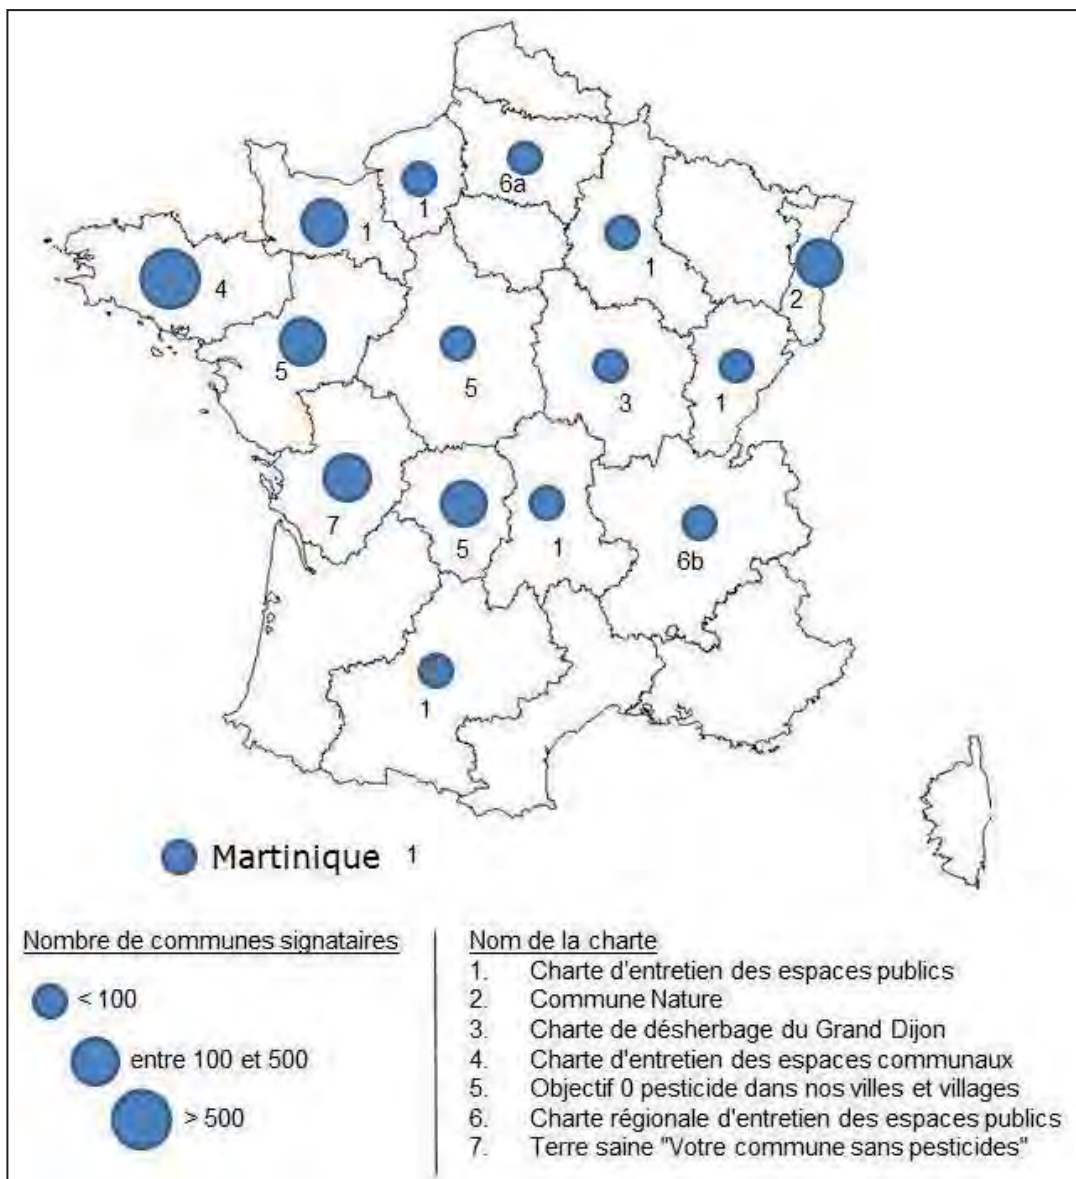 6a
1
1
1
4
2
5
5
3
1
7
5
1
6b
1
Martinique 1
Nombre de communes signataires
< 100
entre 100 et 500
> 500
Nom de la charte
1. Charte d'entretien des espaces publics
2. Commune Nature
3. Charte de désherbage du Grand Dijon
4. Charte d'entretien des espaces communaux
5. Objectif 0 pesticide dans nos villes et villages
6. Charte régionale d'entretien des espaces publics
7. Terre saine "Votre commune sans pesticides"